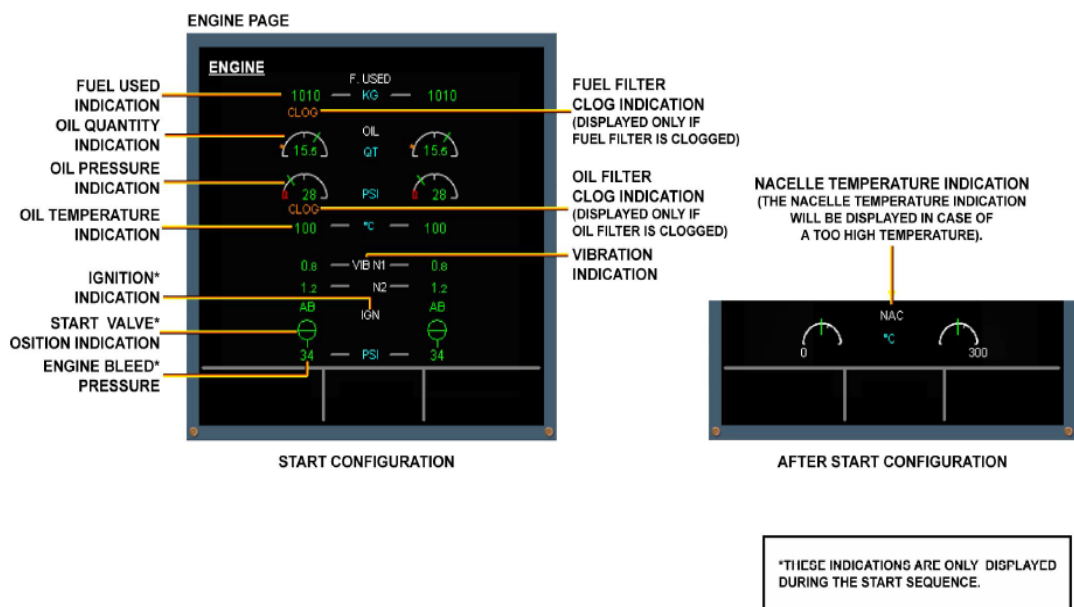 ENGINE PAGE
ENGINE
F. USED
1010 KG 1010
CLOG
OIL
15.5 QT 15.5
28 PSI 28
CLOG
100 °C 100
0.8 VIB N1 0.8
1.2 N2 1.2
AB AB
IGN
34 PSI 34
FUEL USED
INDICATION
OIL QUANTITY
INDICATION
OIL PRESSURE
INDICATION
OIL TEMPERATURE
INDICATION
IGNITION*
INDICATION
START VALVE*
OSITION INDICATION
ENGINE BLEED*
PRESSURE
FUEL FILTER
CLOG INDICATION
(DISPLAYED ONLY IF
FUEL FILTER IS CLOGGED)
OIL FILTER
CLOG INDICATION
(DISPLAYED ONLY IF
OIL FILTER IS CLOGGED)
VIBRATION
INDICATION
START CONFIGURATION
NACELLE TEMPERATURE INDICATION
(THE NACELLE TEMPERATURE INDICATION
WILL BE DISPLAYED IN CASE OF
A TOO HIGH TEMPERATURE).
NAC
°C
0 300
AFTER START CONFIGURATION
*THESE INDICATIONS ARE ONLY DISPLAYED
DURING THE START SEQUENCE.